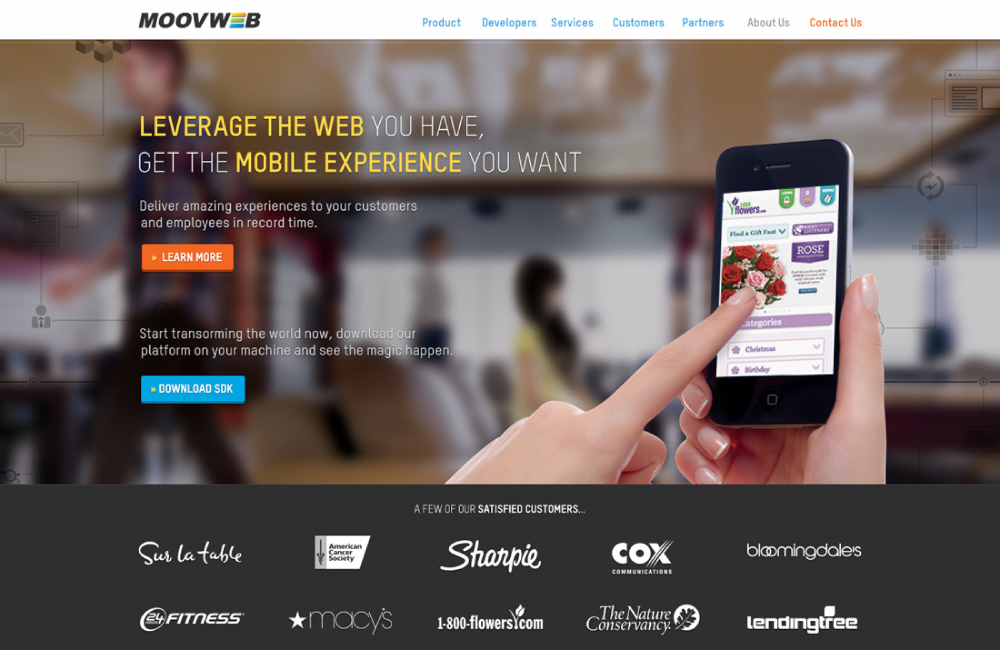 MOOVWEB
Product Developers Services Customers Partners About Us Contact Us
LEVERAGE THE WEB YOU HAVE,
GET THE MOBILE EXPERIENCE YOU WANT
Deliver amazing experiences to your customers
and employees in record time.
» LEARN MORE
Start transorming the world now, download our
platform on your machine and see the magic happen.
» DOWNLOAD SDK
flowers.com
Find a Gift Fast
ROSE
Categories
Christmas
Birthday
A FEW OF OUR SATISFIED CUSTOMERS...
Sur la table
American
Cancer
Society
Sharpie
COX
COMMUNICATIONS
bloomingdale's
24 FITNESS
macy's
1-800-flowers.com
The Nature
Conservancy
lendingtree